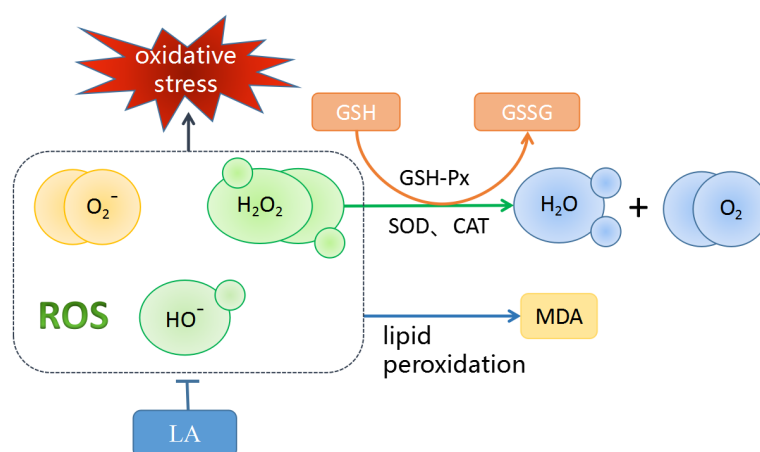 oxidative
stress
GSH
GSSG
GSH-Px
O₂⁻
H₂O₂
H₂O
+
O₂
SOD、CAT
ROS
HO⁻
MDA
lipid
peroxidation
LA